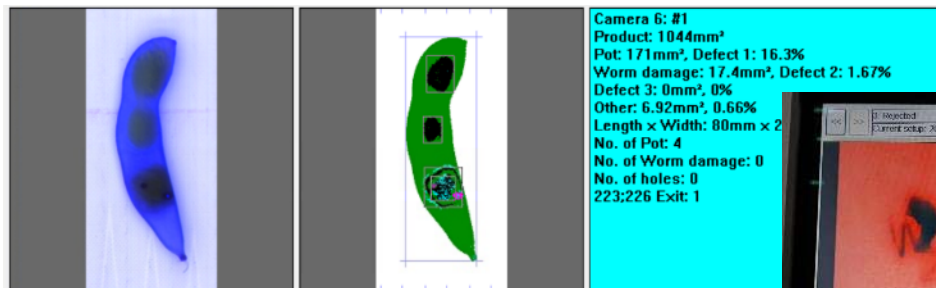 Camera 6: #1
Product: 1044mm²
Pot: 171mm², Defect 1: 16.3%
Worm damage: 17.4mm², Defect 2: 1.67%
Defect 3: 0mm², 0%
Other: 6.92mm², 0.66%
Length x Width: 80mm x 2
No. of Pot: 4
No. of Worm damage: 0
No. of holes: 0
223;226 Exit: 1
<< >> 3: Rejected
Current setup: